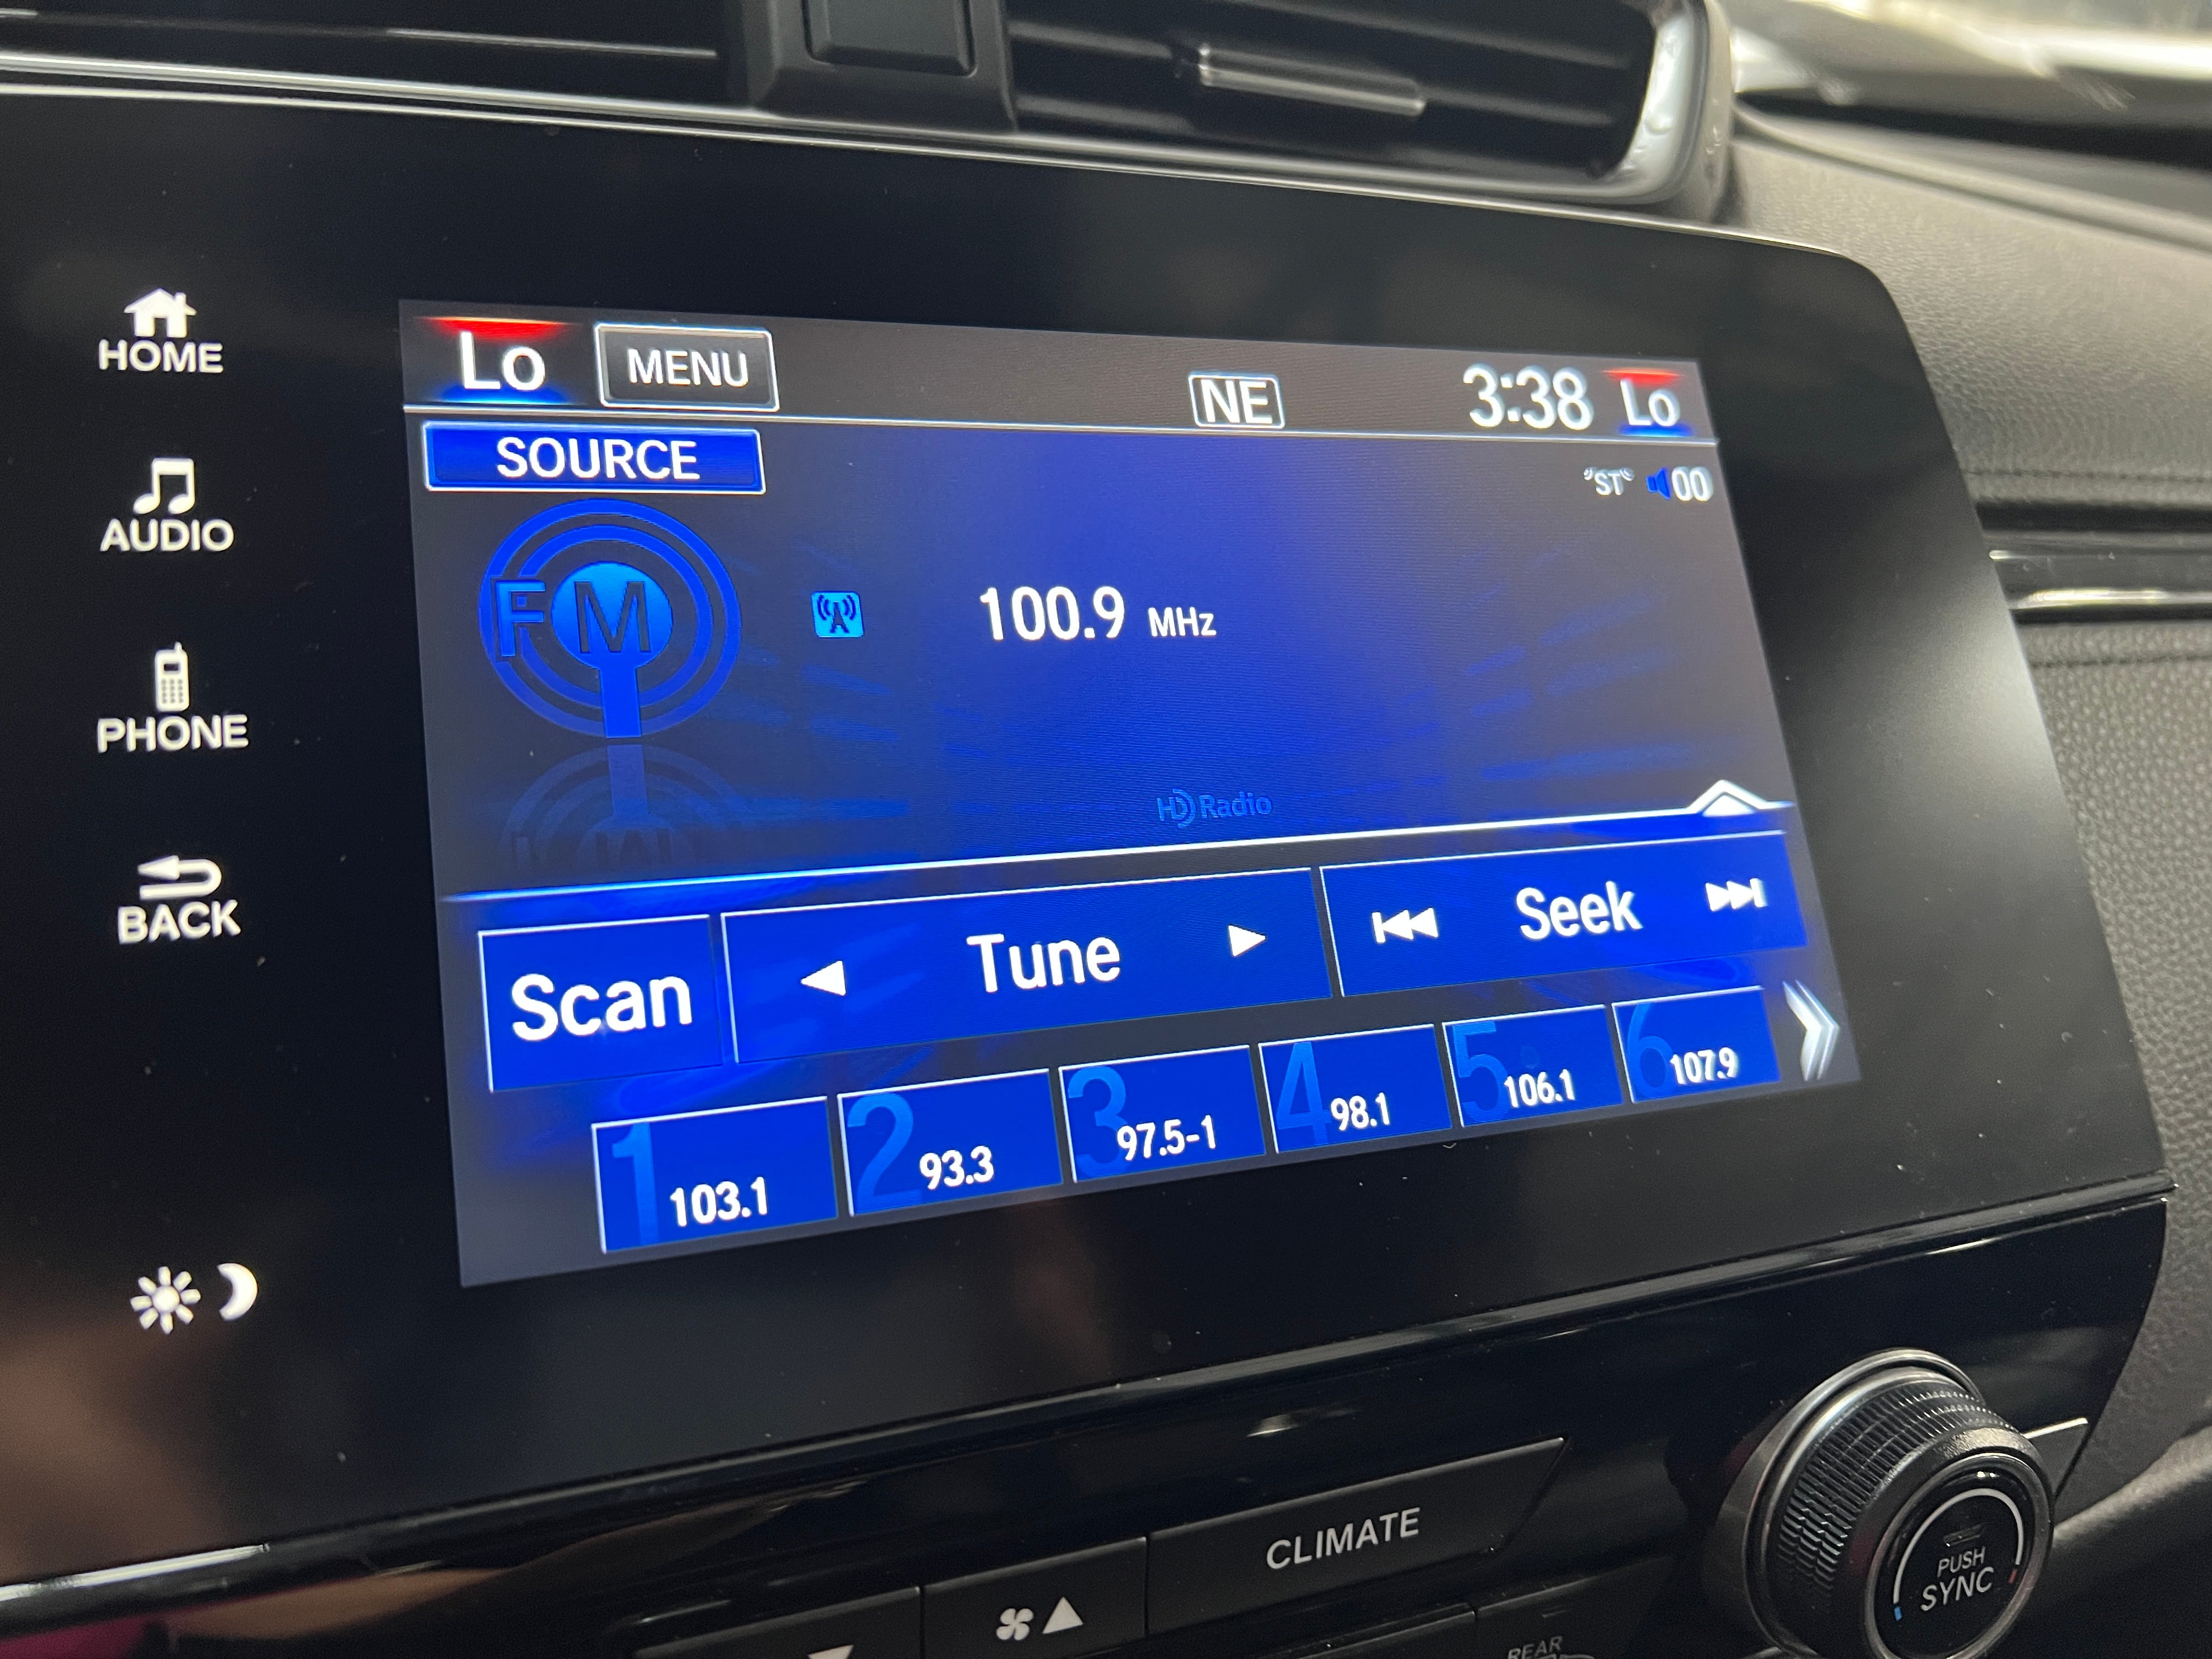 HOME
AUDIO
PHONE
BACK
Lo MENU NE 3:38 Lo
SOURCE
ST 00
FM
100.9 MHz
HD Radio
Scan Tune Seek
1 103.1
2 93.3
3 97.5-1
4 98.1
5 106.1
6 107.9
CLIMATE
PUSH
SYNC
REAR